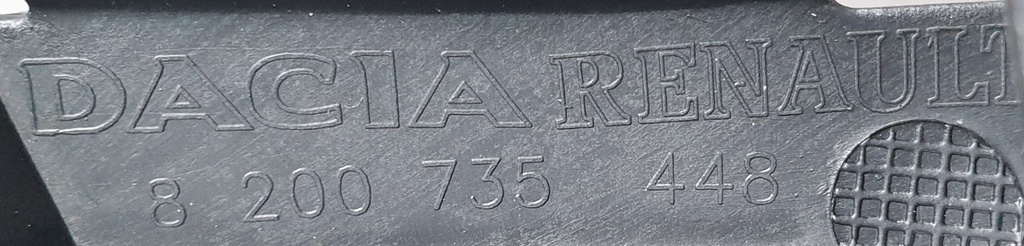 DACIA RENAULT
8 200 735 448